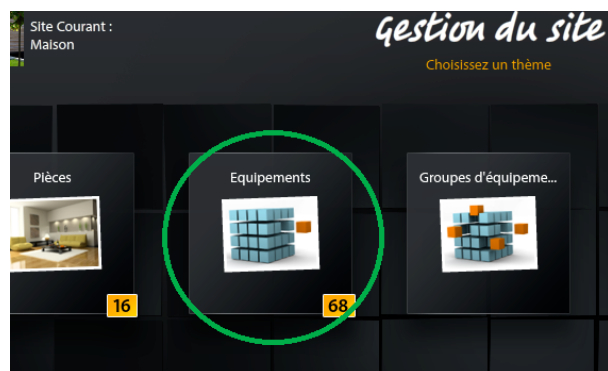 Site Courant :
Maison
Gestion du site
Choisissez un thème
Pièces
Equipements
Groupes d'équipeme...
16
68